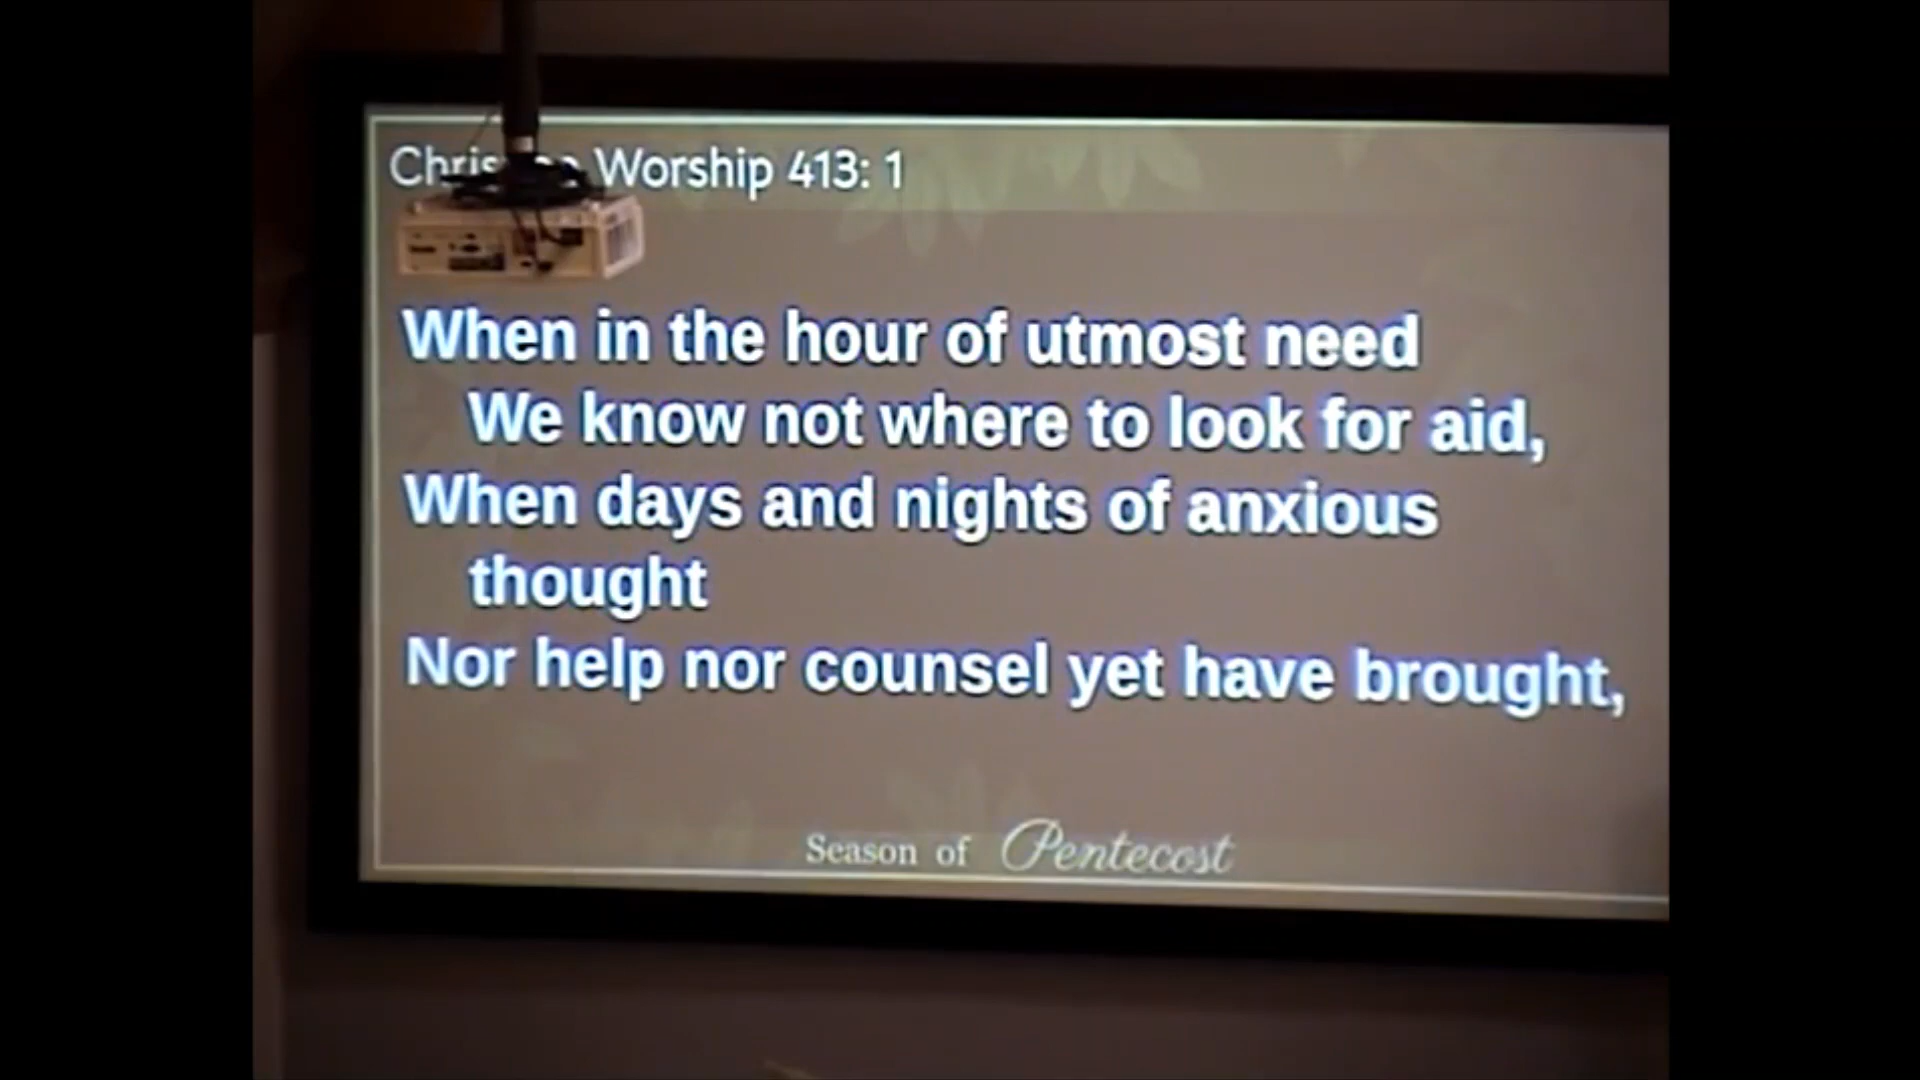 Worship 413: 1
When in the hour of utmost need
We know not where to look for aid,
When days and nights of anxious
thought
Nor help nor counsel yet have brought,
Season of Pentecost